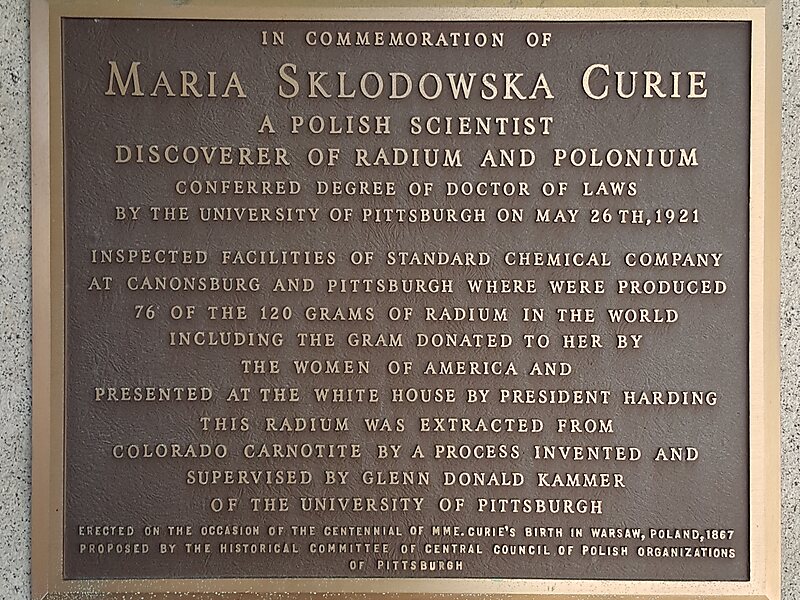 IN COMMEMORATION OF
MARIA SKLODOWSKA CURIE
A POLISH SCIENTIST
DISCOVERER OF RADIUM AND POLONIUM
CONFERRED DEGREE OF DOCTOR OF LAWS
BY THE UNIVERSITY OF PITTSBURGH ON MAY 26TH, 1921
INSPECTED FACILITIES OF STANDARD CHEMICAL COMPANY
AT CANONSBURG AND PITTSBURGH WHERE WERE PRODUCED
76 OF THE 120 GRAMS OF RADIUM IN THE WORLD
INCLUDING THE GRAM DONATED TO HER BY
THE WOMEN OF AMERICA AND
PRESENTED AT THE WHITE HOUSE BY PRESIDENT HARDING
THIS RADIUM WAS EXTRACTED FROM
COLORADO CARNOTITE BY A PROCESS INVENTED AND
SUPERVISED BY GLENN DONALD KAMMER
OF THE UNIVERSITY OF PITTSBURGH
ERECTED ON THE OCCASION OF THE CENTENNIAL OF MME. CURIE'S BIRTH IN WARSAW, POLAND, 1867
PROPOSED BY THE HISTORICAL COMMITTEE OF CENTRAL COUNCIL OF POLISH ORGANIZATIONS
OF PITTSBURGH